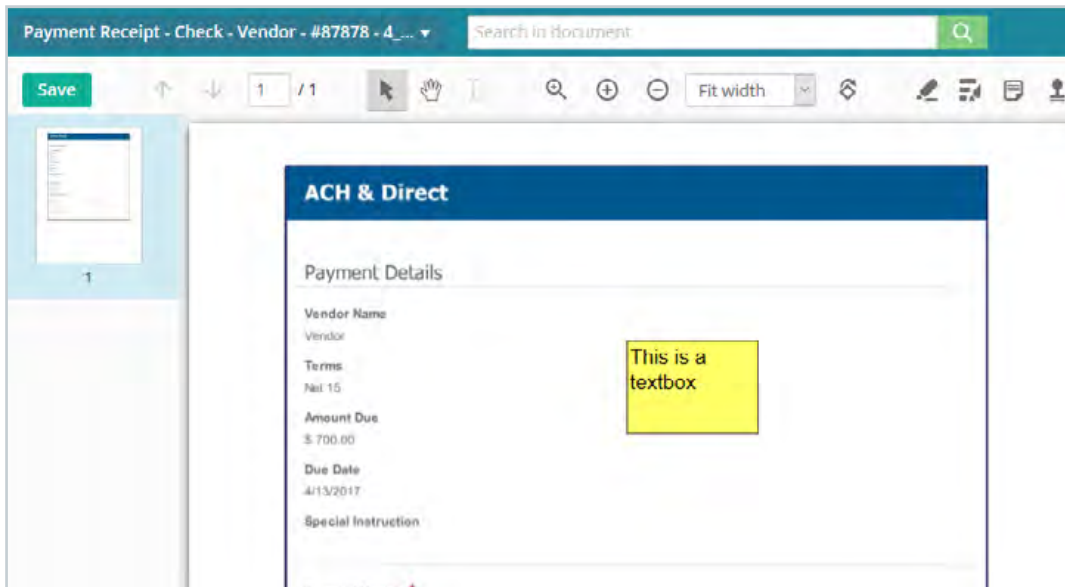 Payment Receipt - Check - Vendor - #87878 - 4_...
Search in document
Save
1 / 1
Fit width
1
ACH & Direct
Payment Details
Vendor Name
Vendor
Terms
Net 15
This is a
textbox
Amount Due
$ 700.00
Due Date
4/13/2017
Special Instruction